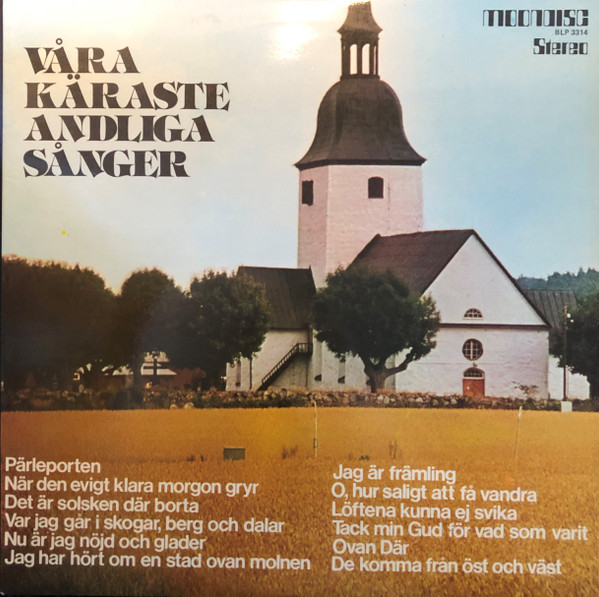 VÅRA
KÄRASTE
ANDLIGA
SÅNGER
MOONDISC
BLP 3314
Stereo
Pärleporten
När den evigt klara morgon gryr
Det är solsken där borta
Var jag går i skogar, berg och dalar
Nu är jag nöjd och glader
Jag har hört om en stad ovan molnen
Jag är främling
O, hur saligt att få vandra
Löftena kunna ej svika
Tack min Gud för vad som varit
Ovan Där
De komma från öst och väst